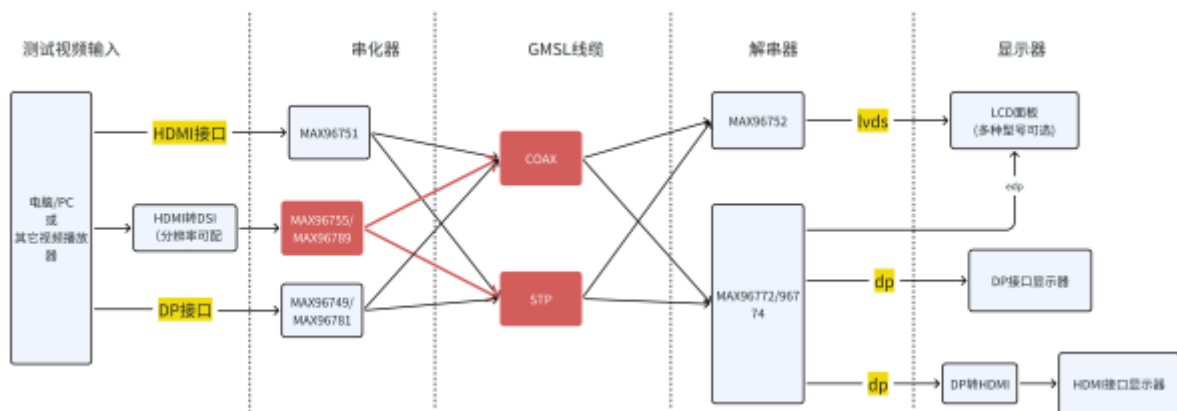 测试视频输入
串化器
GMSL线缆
解串器
显示器
电脑/PC
或
其它视频播放
器
HDMI接口
HDMI转DSI
（分辨率可配
DP接口
MAX96751
MAX96755/
MAX96789
MAX96749/
MAX96781
COAX
STP
MAX96752
MAX96772/967
74
lvds
edp
dp
dp
LCD面板
(多种型号可选)
DP接口显示器
DP转HDMI
HDMI接口显示器